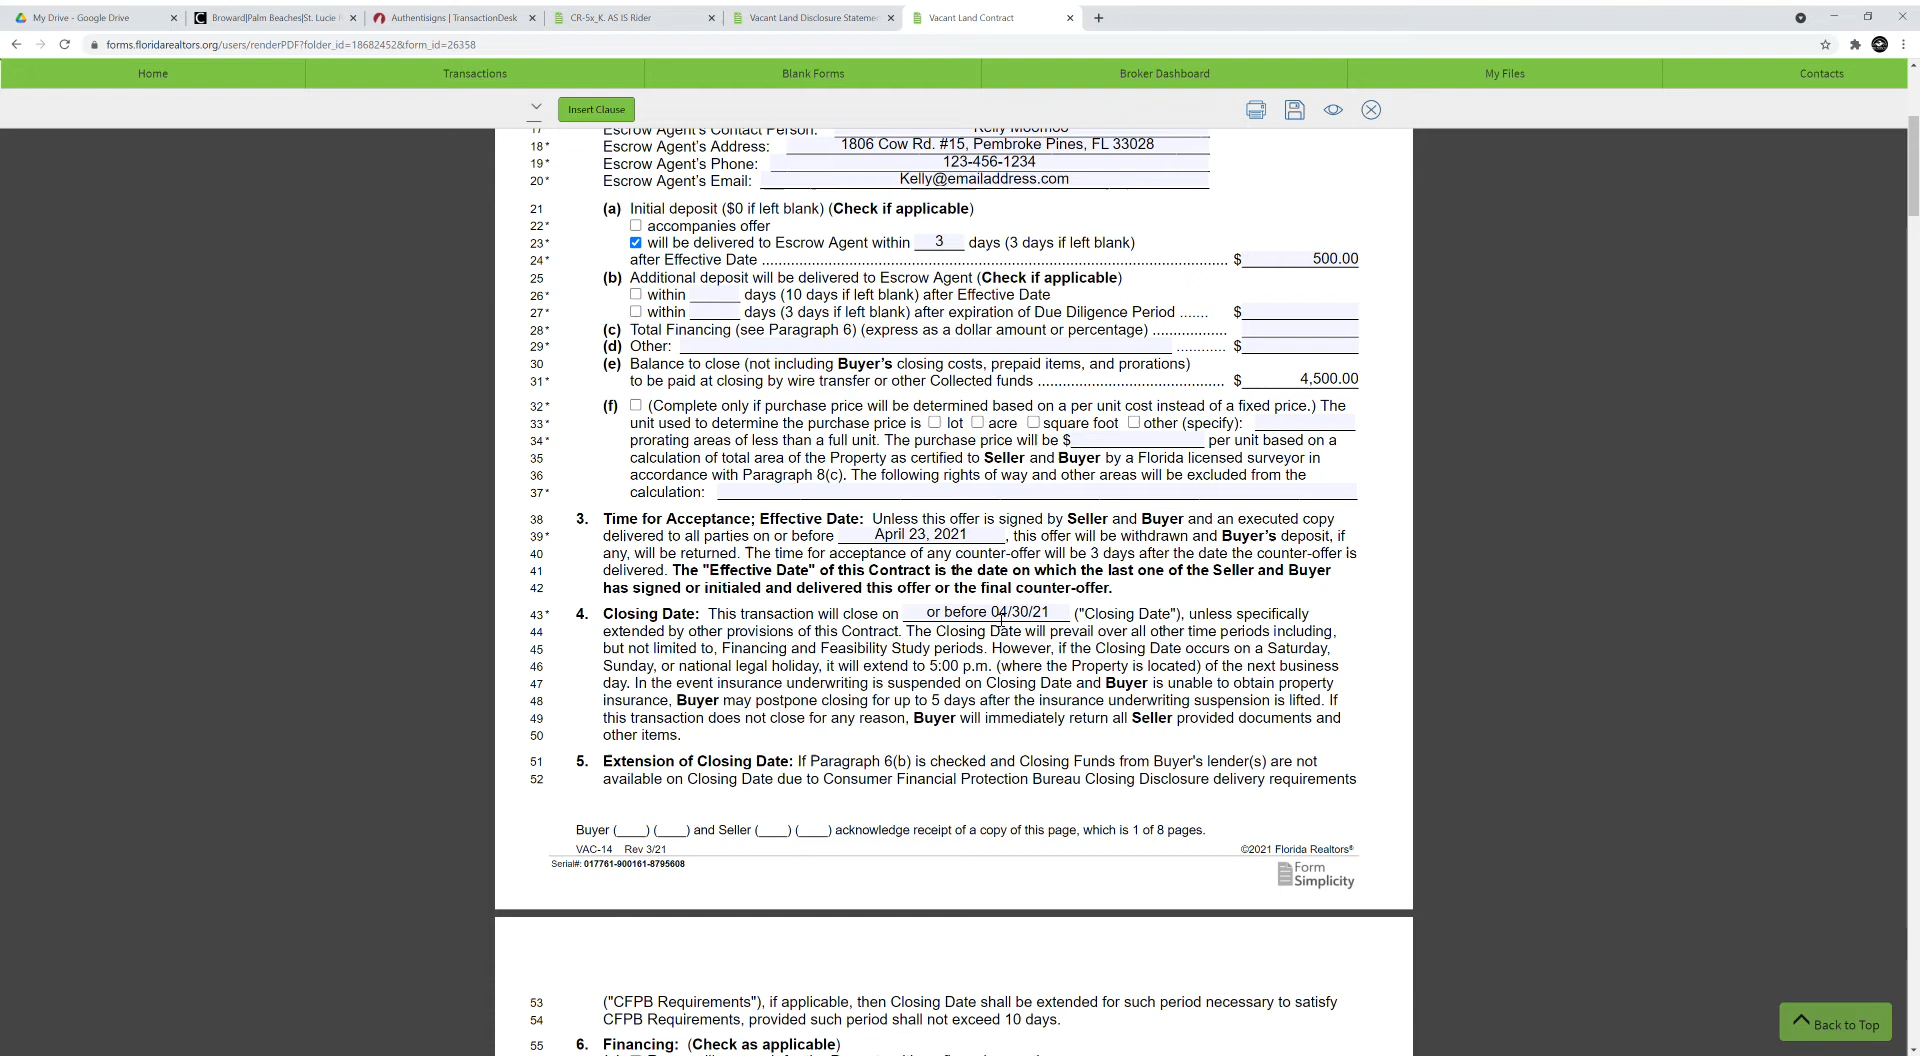 My Drive - Google Drive
Broward|Palm Beaches|St. Lucie
Authentisigns | TransactionDesk
CR-5x_K. AS IS Rider
Vacant Land Disclosure Statemen
Vacant Land Contract
forms.floridarealtors.org/users/renderPDF?folder_id=18682452&form_id=26358
Home Transactions Blank Forms Broker Dashboard My Files Contacts
Insert Clause
17 Escrow Agent's Contact Person: Kelly
18* Escrow Agent's Address: 1806 Cow Rd. #15, Pembroke Pines, FL 33028
19* Escrow Agent's Phone: 123-456-1234
20* Escrow Agent's Email: Kelly@emailaddress.com
21 (a) Initial deposit ($0 if left blank) (Check if applicable)
22* accompanies offer
23* will be delivered to Escrow Agent within 3 days (3 days if left blank)
24* after Effective Date ........ $ 500.00
25 (b) Additional deposit will be delivered to Escrow Agent (Check if applicable)
26* within ______ days (10 days if left blank) after Effective Date
27* within ______ days (3 days if left blank) after expiration of Due Diligence Period ....... $
28* (c) Total Financing (see Paragraph 6) (express as a dollar amount or percentage) ..................
29* (d) Other: ............ $
30 (e) Balance to close (not including Buyer's closing costs, prepaid items, and prorations)
31* to be paid at closing by wire transfer or other Collected funds ........ $ 4,500.00
32* (f) (Complete only if purchase price will be determined based on a per unit cost instead of a fixed price.) The
33* unit used to determine the purchase price is lot acre square foot other (specify):
34* prorating areas of less than a full unit. The purchase price will be $ per unit based on a
35 calculation of total area of the Property as certified to Seller and Buyer by a Florida licensed surveyor in
36 accordance with Paragraph 8(c). The following rights of way and other areas will be excluded from the
37* calculation:
38 3. Time for Acceptance; Effective Date: Unless this offer is signed by Seller and Buyer and an executed copy
39* delivered to all parties on or before April 23, 2021, this offer will be withdrawn and Buyer's deposit, if
40 any, will be returned. The time for acceptance of any counter-offer will be 3 days after the date the counter-offer is
41 delivered. The "Effective Date" of this Contract is the date on which the last one of the Seller and Buyer
42 has signed or initialed and delivered this offer or the final counter-offer.
43* 4. Closing Date: This transaction will close on or before 04/30/21 ("Closing Date"), unless specifically
44 extended by other provisions of this Contract. The Closing Date will prevail over all other time periods including,
45 but not limited to, Financing and Feasibility Study periods. However, if the Closing Date occurs on a Saturday,
46 Sunday, or national legal holiday, it will extend to 5:00 p.m. (where the Property is located) of the next business
47 day. In the event insurance underwriting is suspended on Closing Date and Buyer is unable to obtain property
48 insurance, Buyer may postpone closing for up to 5 days after the insurance underwriting suspension is lifted. If
49 this transaction does not close for any reason, Buyer will immediately return all Seller provided documents and
50 other items.
51 5. Extension of Closing Date: If Paragraph 6(b) is checked and Closing Funds from Buyer's lender(s) are not
52 available on Closing Date due to Consumer Financial Protection Bureau Closing Disclosure delivery requirements
Buyer (____) (____) and Seller (____) (____) acknowledge receipt of a copy of this page, which is 1 of 8 pages.
VAC-14 Rev 3/21 ©2021 Florida Realtors®
Serial#: 017761-900161-8795608
Form
Simplicity
53 ("CFPB Requirements"), if applicable, then Closing Date shall be extended for such period necessary to satisfy
54 CFPB Requirements, provided such period shall not exceed 10 days.
55 6. Financing: (Check as applicable)
Back to Top